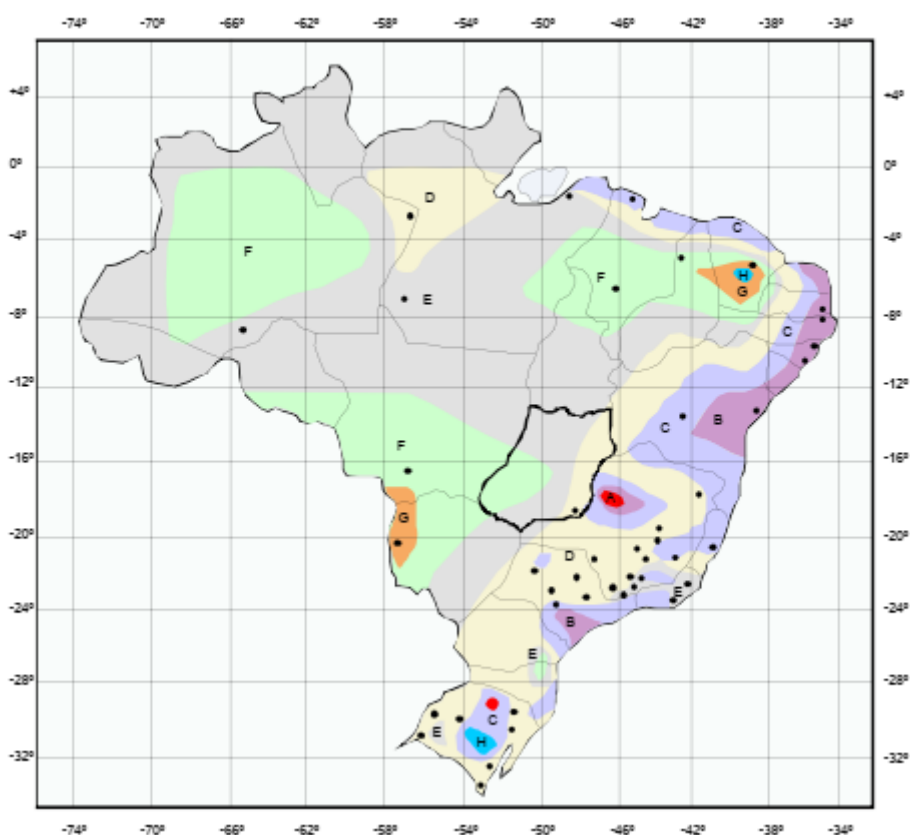 -74º -70º -66º -62º -58º -54º -50º -46º -42º -38º -34º
+4º +4º
0º 0º
D
C
-4º -4º
F F H
G
E
-8º -8º
C
-12º -12º
B
C
F
-16º -16º
A
G
-20º -20º
D
E
-24º -24º
B
E
-28º -28º
C
E
H
-32º -32º
-74º -70º -66º -62º -58º -54º -50º -46º -42º -38º -34º